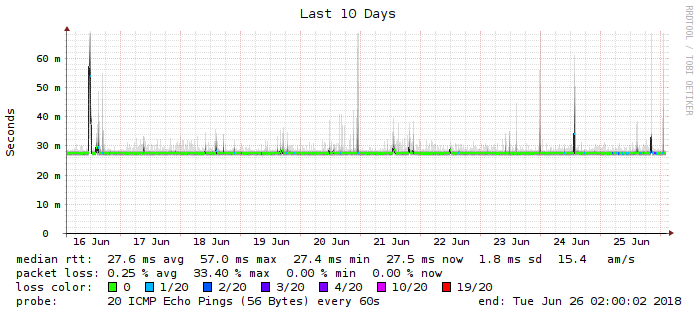 Last 10 Days
RRDTOOL / TOBI OETIKER
Seconds
60 m
50 m
40 m
30 m
20 m
10 m
0
16 Jun 17 Jun 18 Jun 19 Jun 20 Jun 21 Jun 22 Jun 23 Jun 24 Jun 25 Jun
median rtt: 27.6 ms avg 57.0 ms max 27.4 ms min 27.5 ms now 1.8 ms sd 15.4 am/s
packet loss: 0.25 % avg 33.40 % max 0.00 % min 0.00 % now
loss color: 0 1/20 2/20 3/20 4/20 10/20 19/20
probe: 20 ICMP Echo Pings (56 Bytes) every 60s end: Tue Jun 26 02:00:02 2018